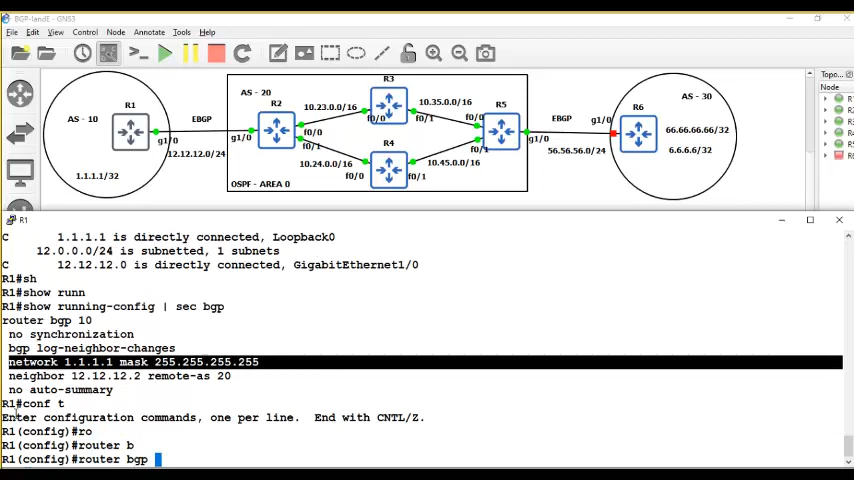 BGP-landE - GNS3
File Edit View Control Node Annotate Tools Help
AS - 10
R1
EBGP
g1/0
12.12.12.0/24
1.1.1.1/32
AS - 20
R2
g1/0
f0/0
f0/1
10.23.0.0/16
10.24.0.0/16
OSPF - AREA 0
R3
f0/0
f0/1
R4
f0/0
f0/1
10.35.0.0/16
10.45.0.0/16
R5
f0/0
f0/1
g1/0
EBGP
56.56.56.0/24
g1/0
R6
AS - 30
66.66.66.66/32
6.6.6.6/32
Topo...
R1
C       1.1.1.1 is directly connected, Loopback0
     12.0.0.0/24 is subnetted, 1 subnets
C       12.12.12.0 is directly connected, GigabitEthernet1/0
R1#sh
R1#show runn
R1#show running-config | sec bgp
router bgp 10
 no synchronization
 bgp log-neighbor-changes
 network 1.1.1.1 mask 255.255.255.255
 neighbor 12.12.12.2 remote-as 20
 no auto-summary
R1#conf t
Enter configuration commands, one per line.  End with CNTL/Z.
R1(config)#ro
R1(config)#router b
R1(config)#router bgp